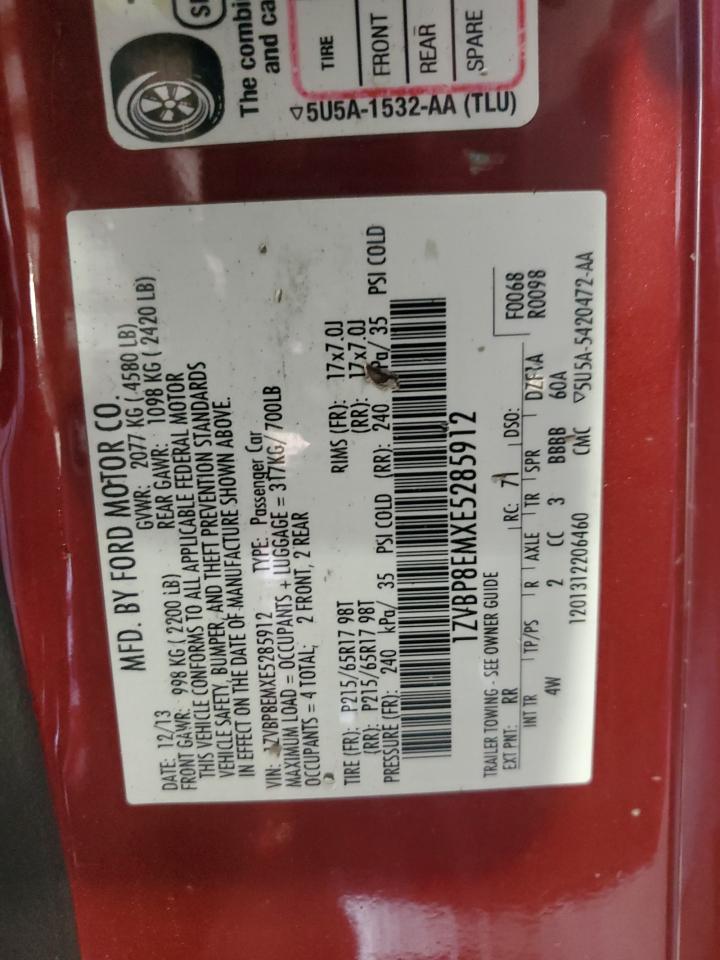 The combi
and ca
TIRE
FRONT
REAR
SPARE
▽5U5A-1532-AA (TLU)
MFD. BY FORD MOTOR CO.
DATE: 12/13 GVWR: 2077 KG ( 4580 LB)
FRONT GAWR: 998 KG ( 2200 LB) REAR GAWR: 1098 KG ( 2420 LB)
THIS VEHICLE CONFORMS TO ALL APPLICABLE FEDERAL MOTOR
VEHICLE SAFETY, BUMPER, AND THEFT PREVENTION STANDARDS
IN EFFECT ON THE DATE OF MANUFACTURE SHOWN ABOVE.
VIN: 1ZVBP8EMXE5285912 TYPE: Passenger Car
MAXIMUM LOAD = OCCUPANTS + LUGGAGE = 317KG/ 700LB
OCCUPANTS = 4 TOTAL; 2 FRONT, 2 REAR
TIRE (FR): P215/65R17 98T RIMS (FR): 17x7.0J
(RR): P215/65R17 98T (RR): 17x7.0J
PRESSURE (FR): 240 kPa/ 35 PSI COLD (RR): 240 kPa/ 35 PSI COLD
1ZVBP8EMXE5285912
TRAILER TOWING - SEE OWNER GUIDE F0068
EXT PNT: RR RC: 71 DSO: R0098
INT TR TP/PS R AXLE TR SPR
4W 2 CC 3 BBBB 60A
1201312206460 CMC ▽5U5A-5420472-AA